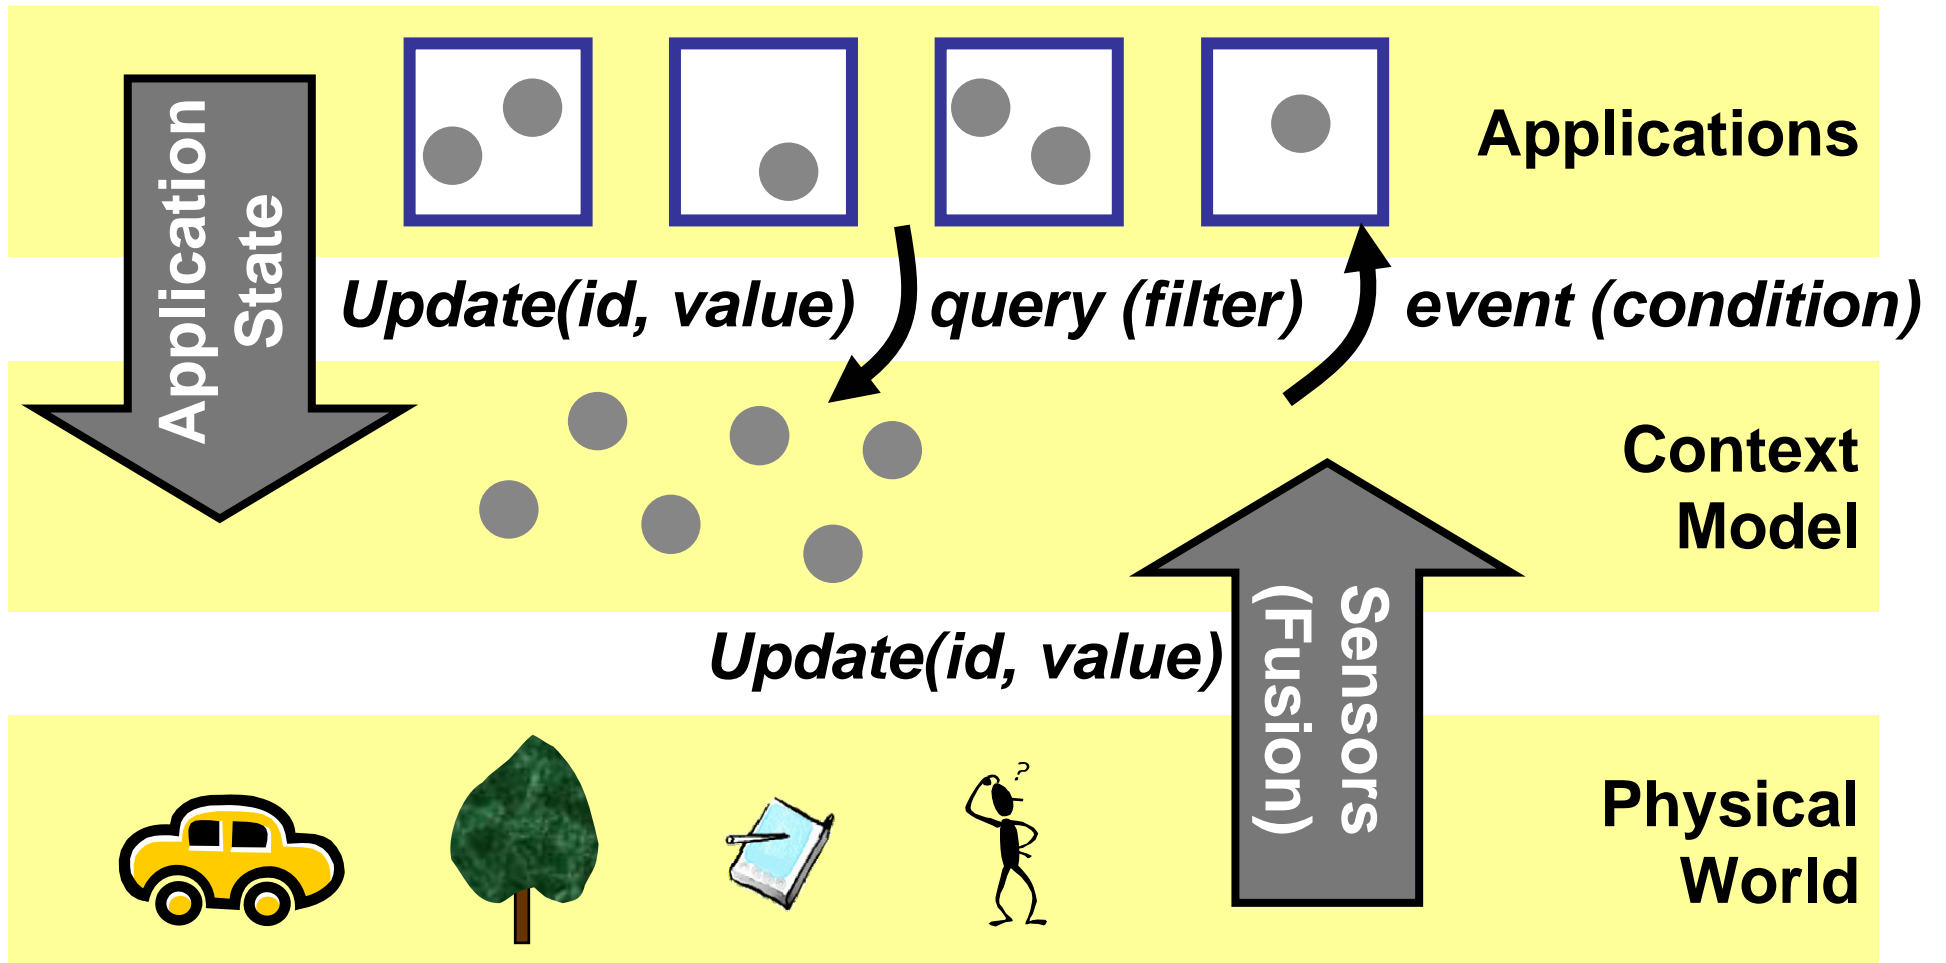 Application
State
Applications
Update(id, value)
query (filter)
event (condition)
Context
Model
Update(id, value)
Sensors
(Fusion)
?
Physical
World